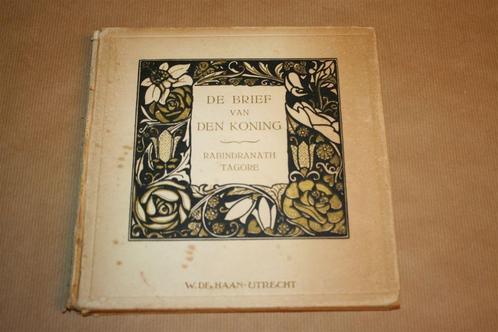 DE BRIEF
VAN
DEN KONING
RABINDRANATH
TAGORE
W. DE HAAN-UTRECHT